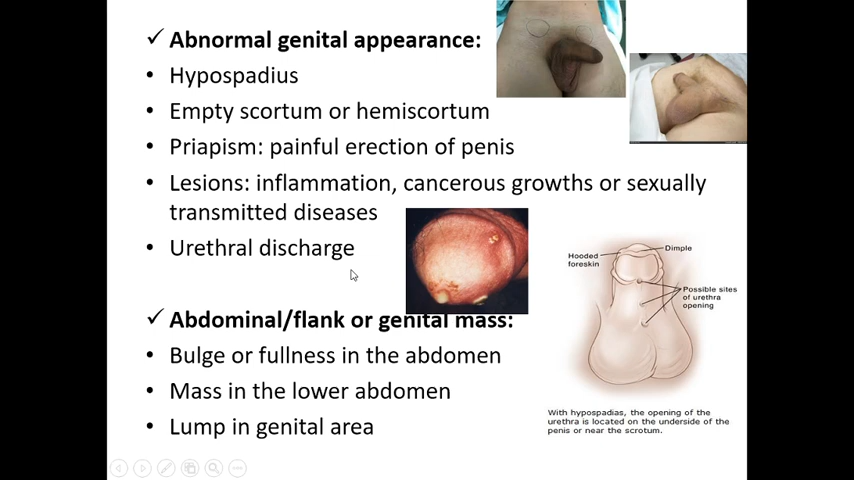 ✓ Abnormal genital appearance:
• Hypospadius
• Empty scortum or hemiscortum
• Priapism: painful erection of penis
• Lesions: inflammation, cancerous growths or sexually
transmitted diseases
• Urethral discharge
✓ Abdominal/flank or genital mass:
• Bulge or fullness in the abdomen
• Mass in the lower abdomen
• Lump in genital area
Dimple
Hooded
foreskin
Possible sites
of urethra
opening
With hypospadias, the opening of the
urethra is located on the underside of the
penis or near the scrotum.